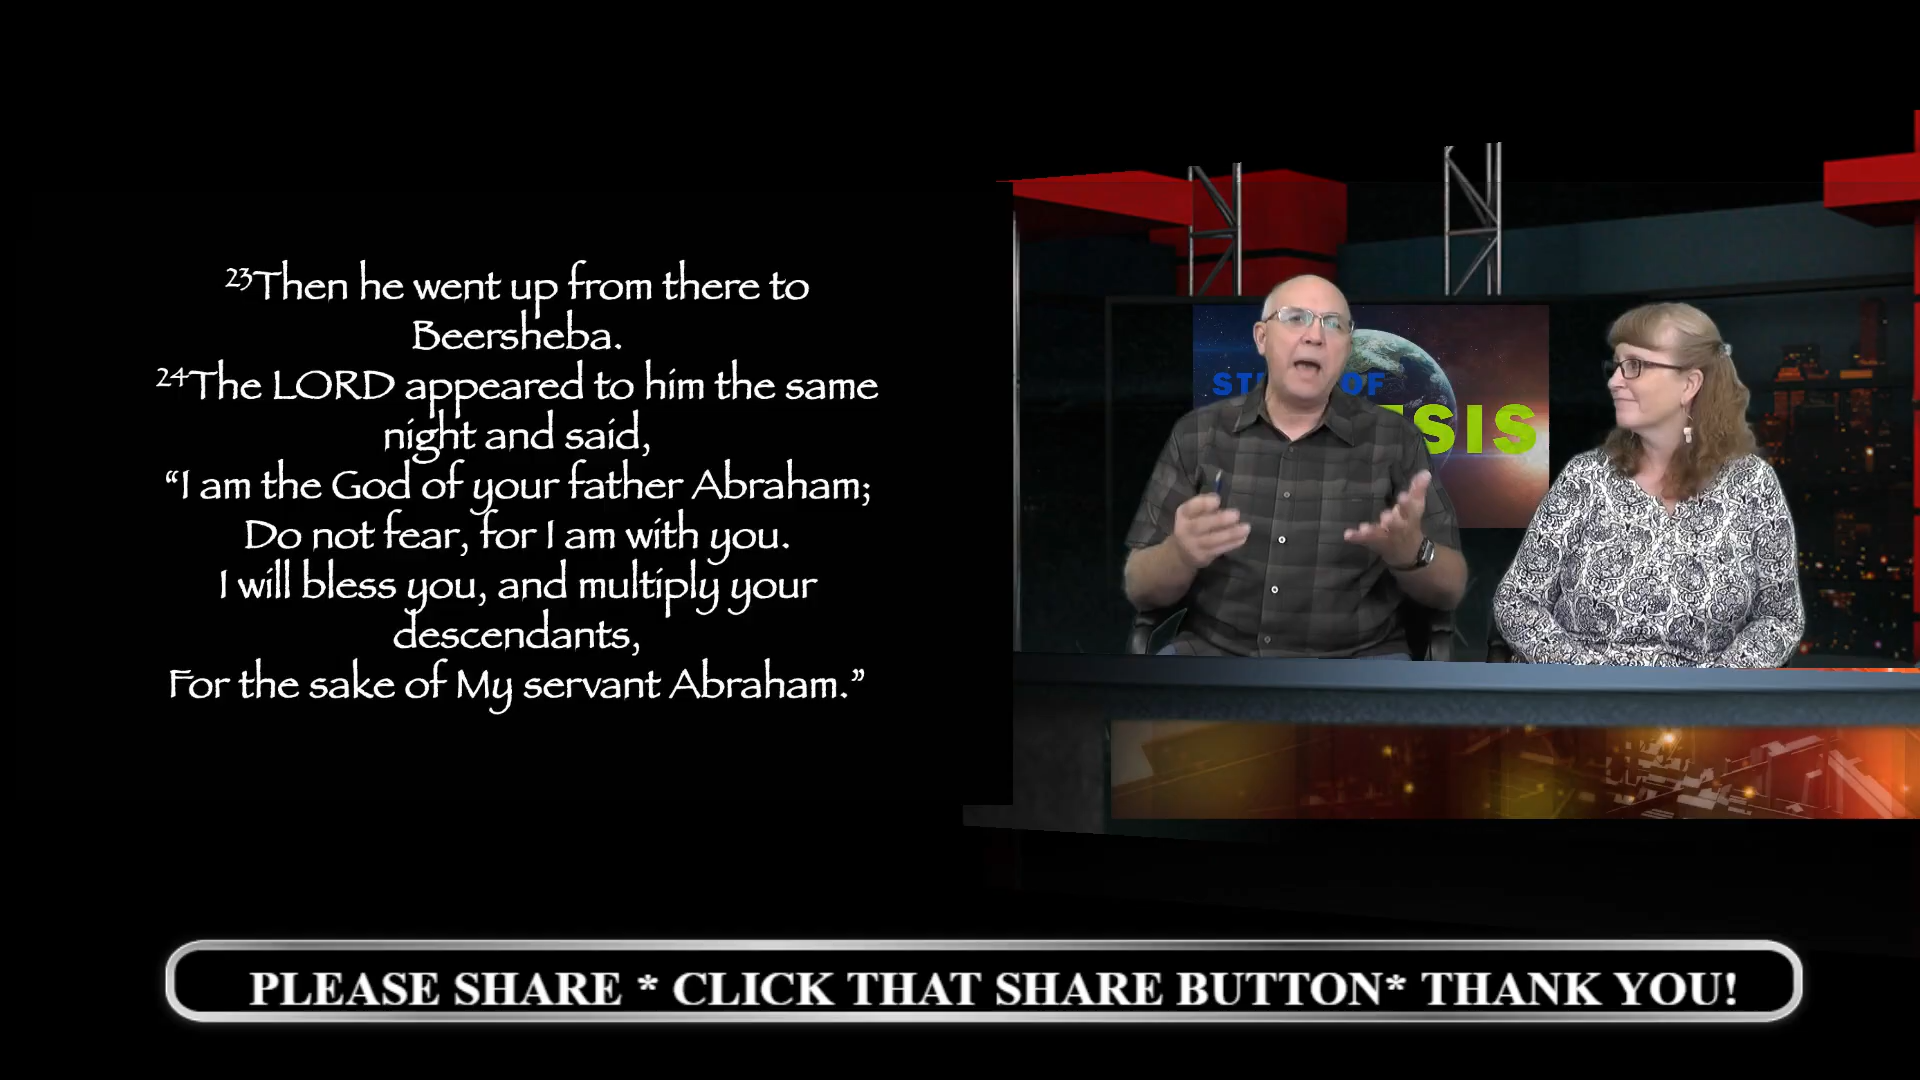 ²³Then he went up from there to
Beersheba.
²⁴The LORD appeared to him the same
night and said,
“I am the God of your father Abraham;
Do not fear, for I am with you.
I will bless you, and multiply your
descendants,
For the sake of My servant Abraham.”
OF
SIS
PLEASE SHARE * CLICK THAT SHARE BUTTON* THANK YOU!